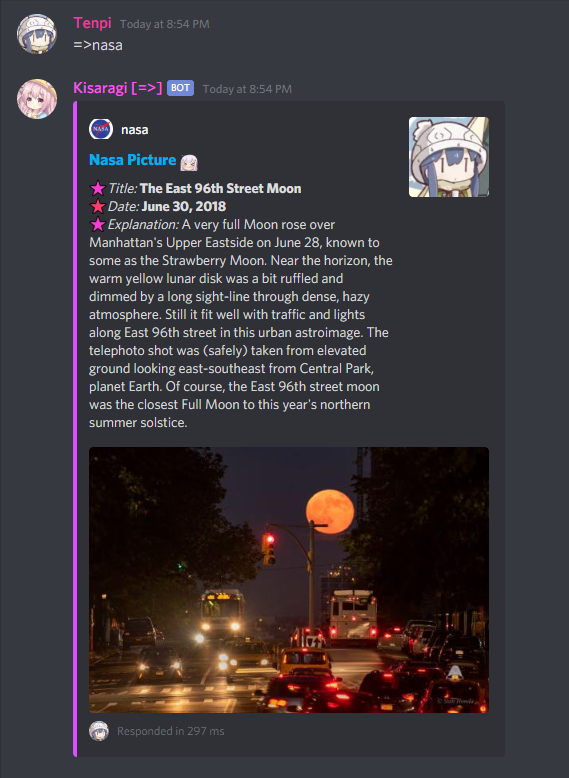 Tenpi Today at 8:54 PM
=>nasa
Kisaragi [=>] BOT Today at 8:54 PM
NASA nasa
Nasa Picture
Title: The East 96th Street Moon
Date: June 30, 2018
Explanation: A very full Moon rose over
Manhattan's Upper Eastside on June 28, known to
some as the Strawberry Moon. Near the horizon, the
warm yellow lunar disk was a bit ruffled and
dimmed by a long sight-line through dense, hazy
atmosphere. Still it fit well with traffic and lights
along East 96th street in this urban astroimage. The
telephoto shot was (safely) taken from elevated
ground looking east-southeast from Central Park,
planet Earth. Of course, the East 96th street moon
was the closest Full Moon to this year's northern
summer solstice.
Responded in 297 ms